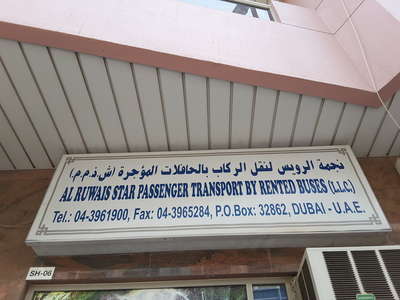 نجمة الرويس لنقل الركاب بالحافلات المؤجرة (ش.ذ.م.م)
AL RUWAIS STAR PASSENGER TRANSPORT BY RENTED BUSES (L.L.C.)
Tel.: 04-3961900, Fax: 04-3965284, P.O.Box: 32862, DUBAI - U.A.E.
SH-06